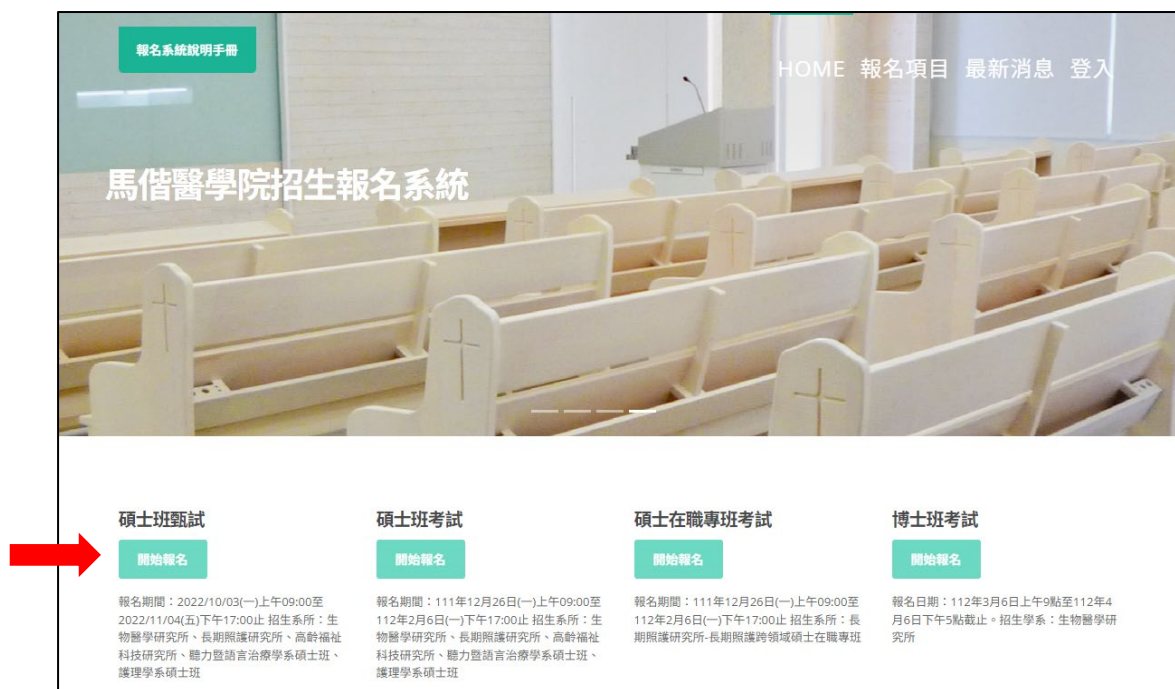 報名系統說明手冊
HOME 報名項目 最新消息 登入
馬偕醫學院招生報名系統
碩士班甄試
開始報名
報名期間：2022/10/03(一)上午09:00至
2022/11/04(五)下午17:00止 招生系所：生
物醫學研究所、長期照護研究所、高齡福祉
科技研究所、聽力暨語言治療學系碩士班、
護理學系碩士班
碩士班考試
開始報名
報名期間：111年12月26日(一)上午09:00至
112年2月6日(一)下午17:00止 招生系所：生
物醫學研究所、長期照護研究所、高齡福祉
科技研究所、聽力暨語言治療學系碩士班、
護理學系碩士班
碩士在職專班考試
開始報名
報名期間：111年12月26日(一)上午09:00至
112年2月6日(一)下午17:00止 招生系所：長
期照護研究所-長期照護跨領域碩士在職專班
博士班考試
開始報名
報名日期：112年3月6日上午9點至112年4
月6日下午5點截止。招生學系：生物醫學研
究所